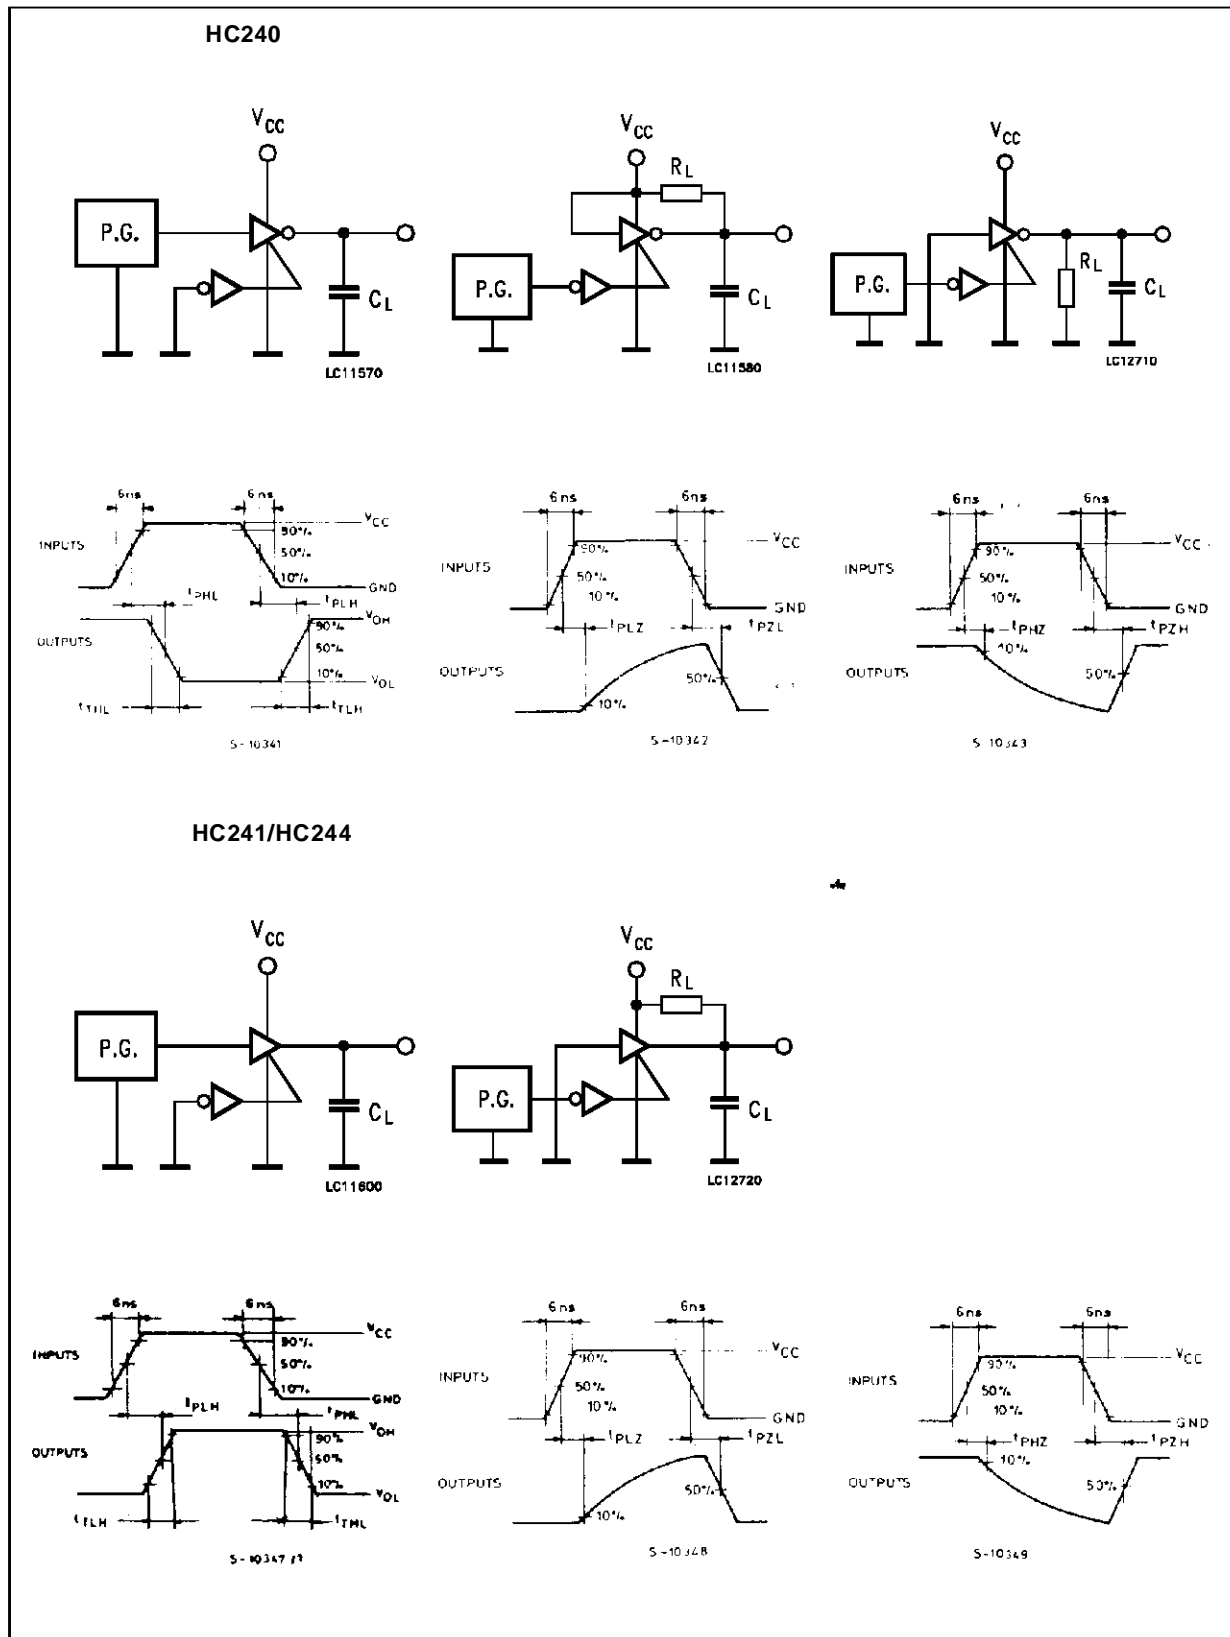 HC240
VCC
P.G.
CL
LC11570
VCC
RL
P.G.
CL
LC11580
VCC
P.G.
RL
CL
LC12710
6ns
6ns
VCC
90%
50%
10%
GND
INPUTS
tPHL
tPLH
VOH
90%
50%
10%
VOL
OUTPUTS
tTHL
tTLH
S-10341
6ns
6ns
VCC
90%
INPUTS
50%
10%
GND
tPLZ
tPZL
OUTPUTS
50%
10%
S-10342
6ns
6ns
VCC
90%
INPUTS
50%
10%
GND
tPHZ
tPZH
10%
OUTPUTS
50%
S-10343
HC241/HC244
VCC
P.G.
CL
LC11600
VCC
RL
P.G.
CL
LC12720
6ns
6ns
VCC
90%
INPUTS
50%
10%
GND
tPLH
tPHL
VOH
90%
OUTPUTS
50%
10%
VOL
tTLH
tTHL
S-10347
6ns
6ns
VCC
90%
INPUTS
50%
10%
GND
tPLZ
tPZL
OUTPUTS
50%
10%
S-10348
6ns
6ns
VCC
90%
INPUTS
50%
10%
GND
tPHZ
tPZH
10%
OUTPUTS
50%
S-10349